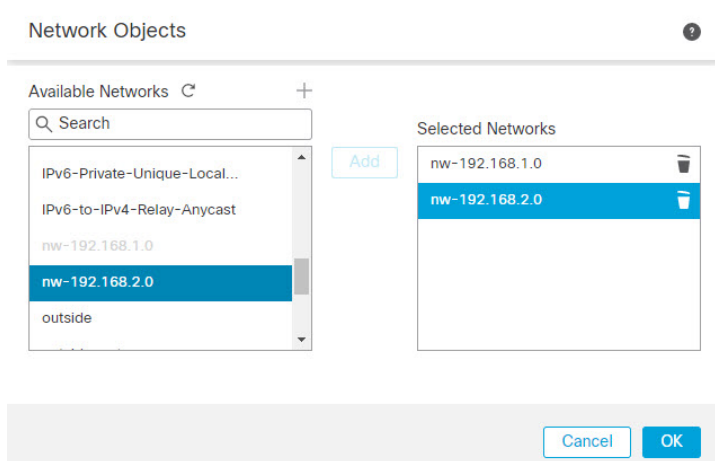 Network Objects
?
Available Networks
Search
IPv6-Private-Unique-Local...
IPv6-to-IPv4-Relay-Anycast
nw-192.168.1.0
nw-192.168.2.0
outside
Add
Selected Networks
nw-192.168.1.0
nw-192.168.2.0
Cancel
OK